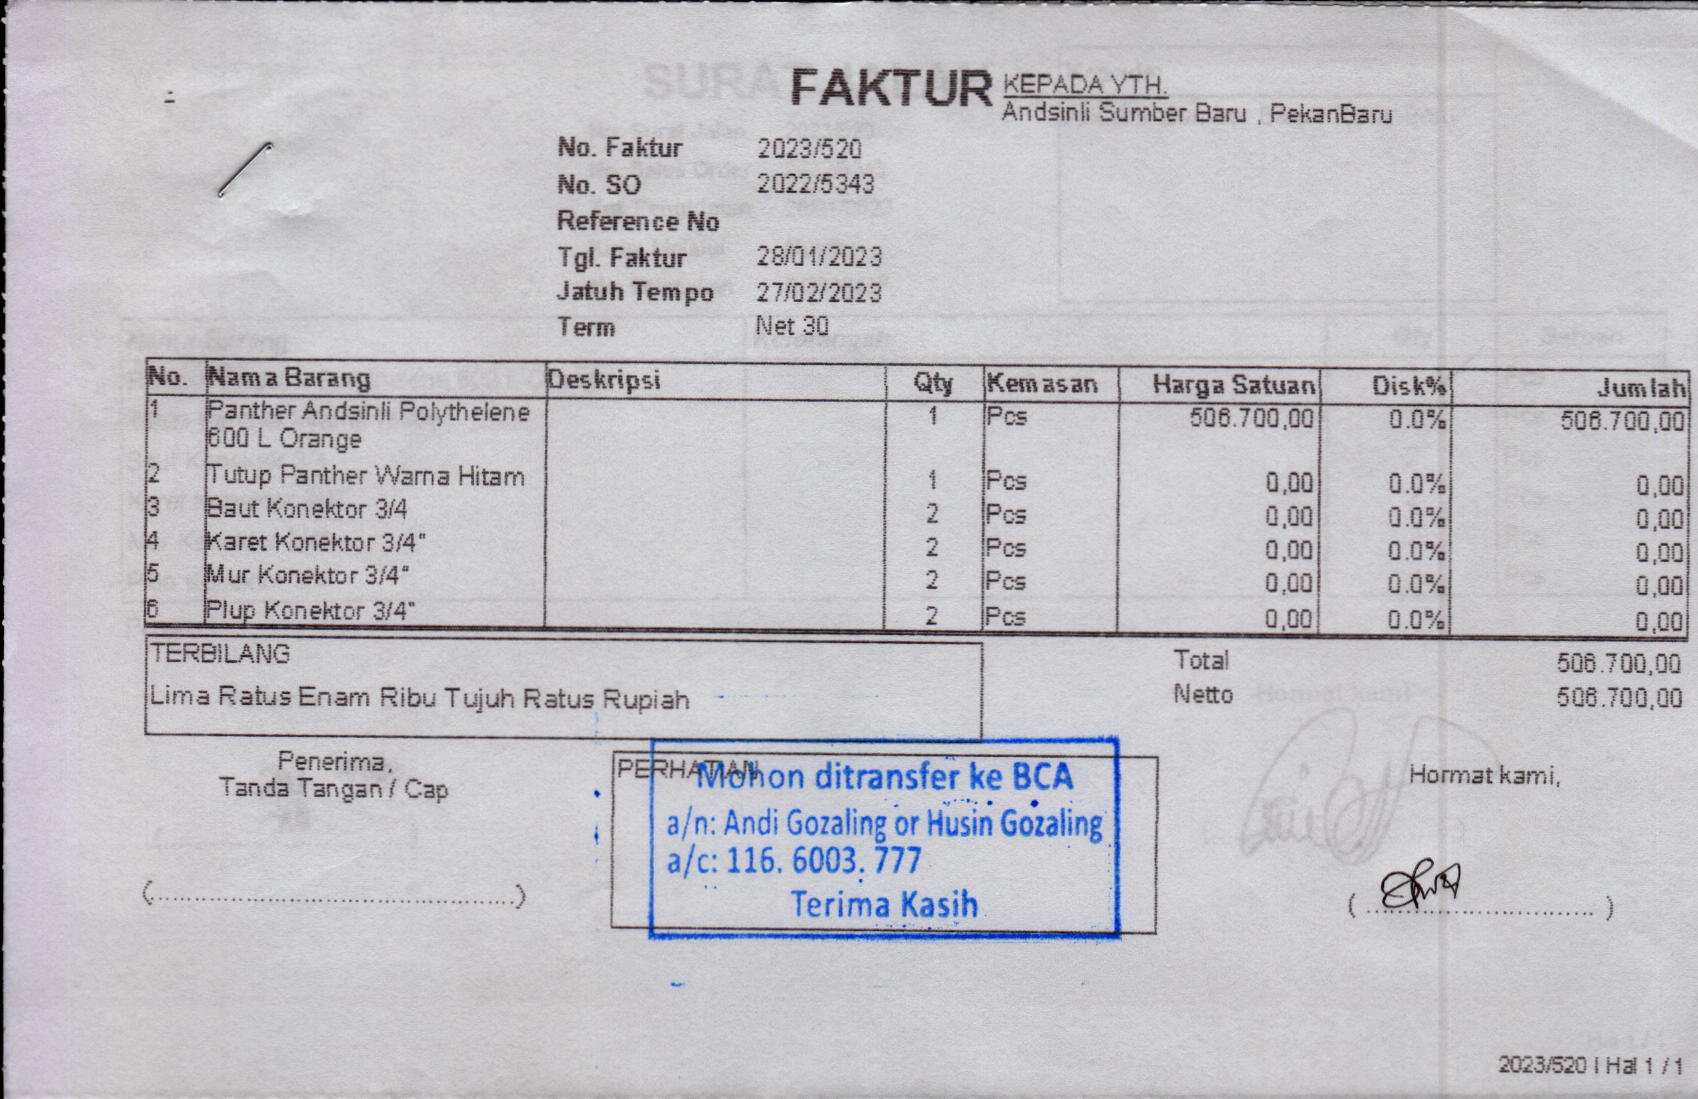 FAKTUR
KEPADA YTH.
Andsinli Sumber Baru , PekanBaru
No. Faktur 2023/520
No. SO 2022/5343
Reference No
Tgl. Faktur 28/01/2023
Jatuh Tempo 27/02/2023
Term Net 30
No. Nama Barang Deskripsi Qty Kemasan Harga Satuan Disk% Jumlah
1 Panther Andsinli Polythelene 1 Pcs 506.700,00 0.0% 506.700,00
600 L Orange
2 Tutup Panther Warna Hitam 1 Pcs 0,00 0.0% 0,00
3 Baut Konektor 3/4 2 Pcs 0,00 0.0% 0,00
4 Karet Konektor 3/4" 2 Pcs 0,00 0.0% 0,00
5 Mur Konektor 3/4" 2 Pcs 0,00 0.0% 0,00
6 Plup Konektor 3/4" 2 Pcs 0,00 0.0% 0,00
TERBILANG
Lima Ratus Enam Ribu Tujuh Ratus Rupiah
Total 506.700,00
Netto 506.700,00
Penerima,
Tanda Tangan / Cap
PERHATIAN
Mohon ditransfer ke BCA
a/n: Andi Gozaling or Husin Gozaling
a/c: 116. 6003. 777
Terima Kasih
Hormat kami,
2023/520 | Hal 1 / 1